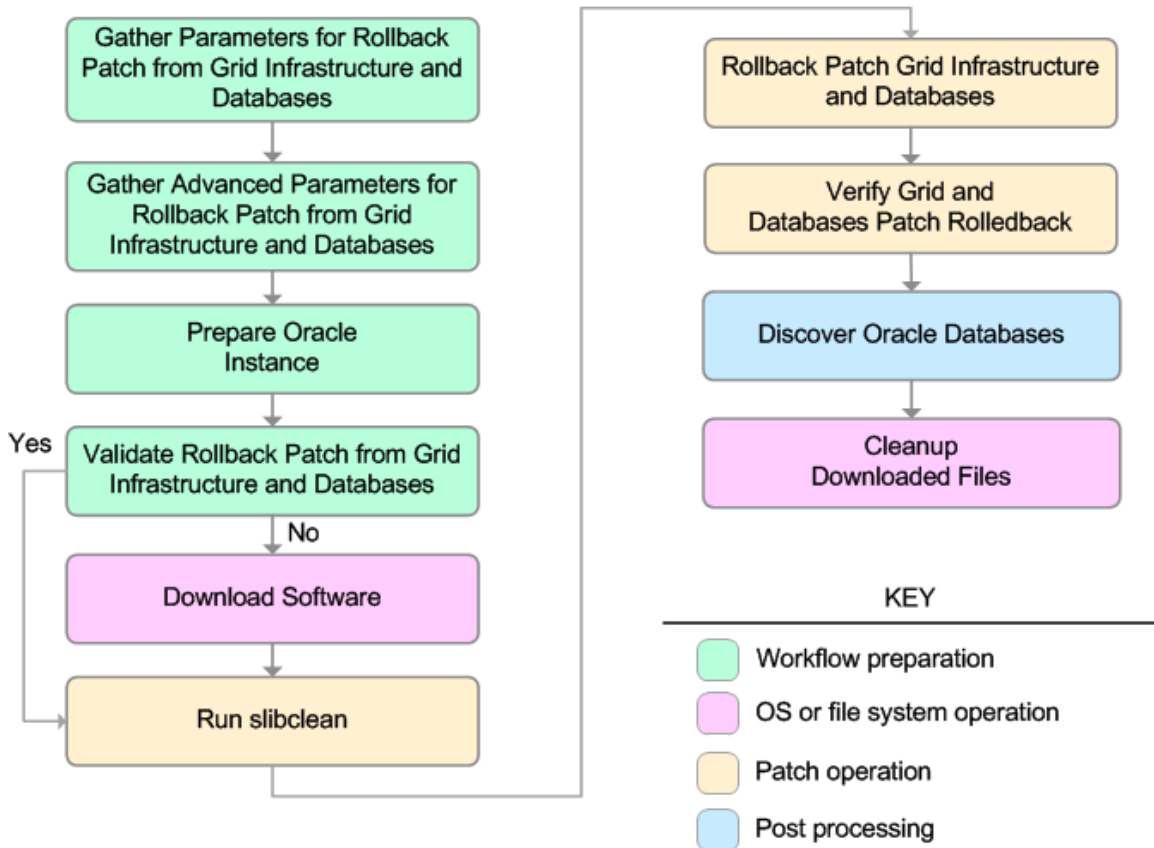 Gather Parameters for Rollback
Patch from Grid Infrastructure and
Databases
Gather Advanced Parameters for
Rollback Patch from Grid
Infrastructure and Databases
Prepare Oracle
Instance
Yes
Validate Rollback Patch from Grid
Infrastructure and Databases
No
Download Software
Run slibclean
Rollback Patch Grid Infrastructure
and Databases
Verify Grid and
Databases Patch Rolledback
Discover Oracle Databases
Cleanup
Downloaded Files
KEY
Workflow preparation
OS or file system operation
Patch operation
Post processing